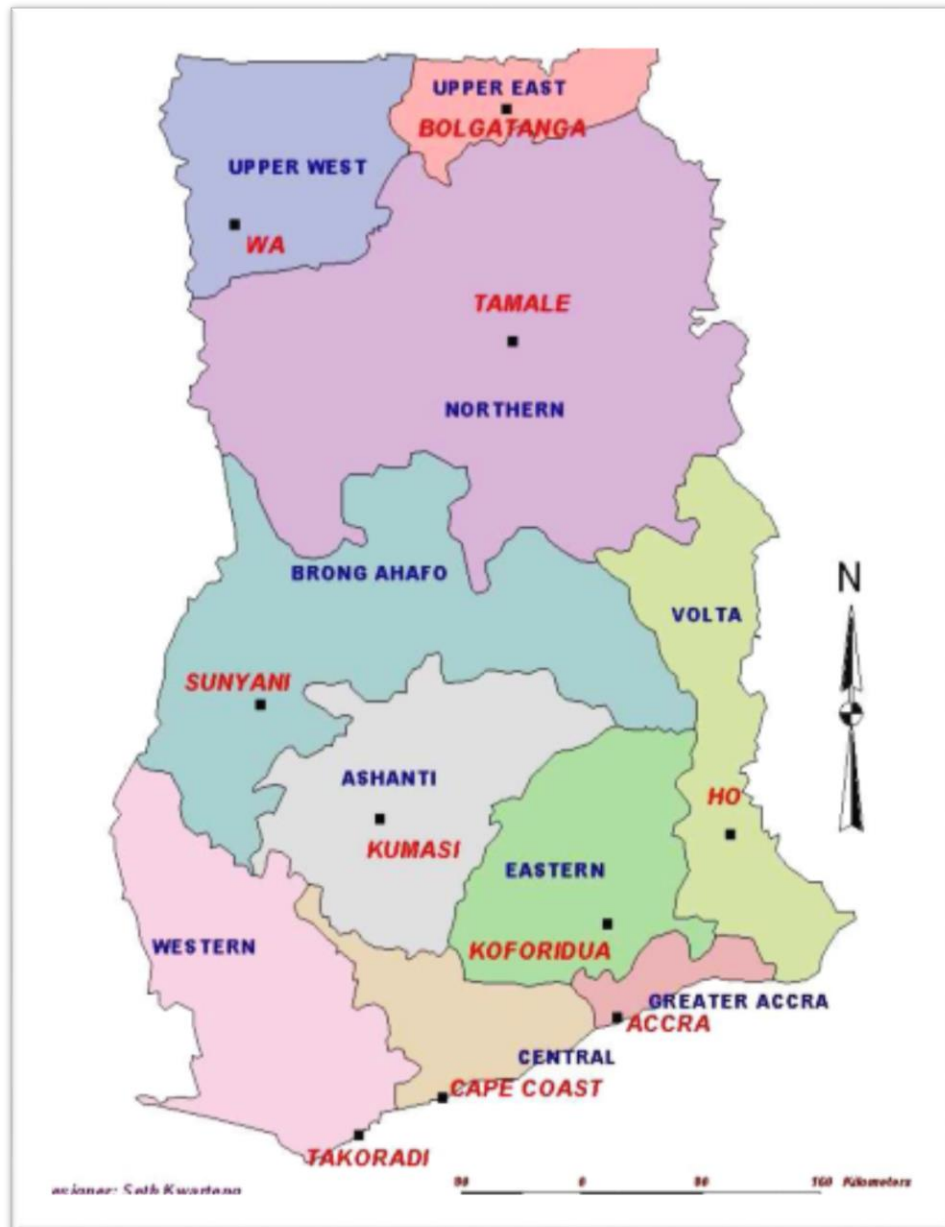 UPPER EAST
BOLGATANGA
UPPER WEST
WA
TAMALE
NORTHERN
BRONG AHAFO
N
VOLTA
SUNYANI
ASHANTI
HO
KUMASI
EASTERN
WESTERN
KOFORIDUA
GREATER ACCRA
ACCRA
CENTRAL
CAPE COAST
TAKORADI
Seth Kwarteng
0 160 Kilometers